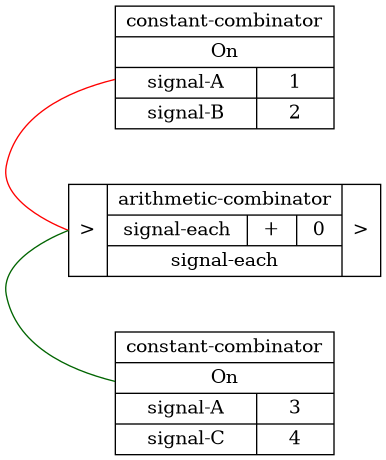 constant-combinator
On
signal-A 1
signal-B 2
arithmetic-combinator
> signal-each + 0 >
signal-each
constant-combinator
On
signal-A 3
signal-C 4